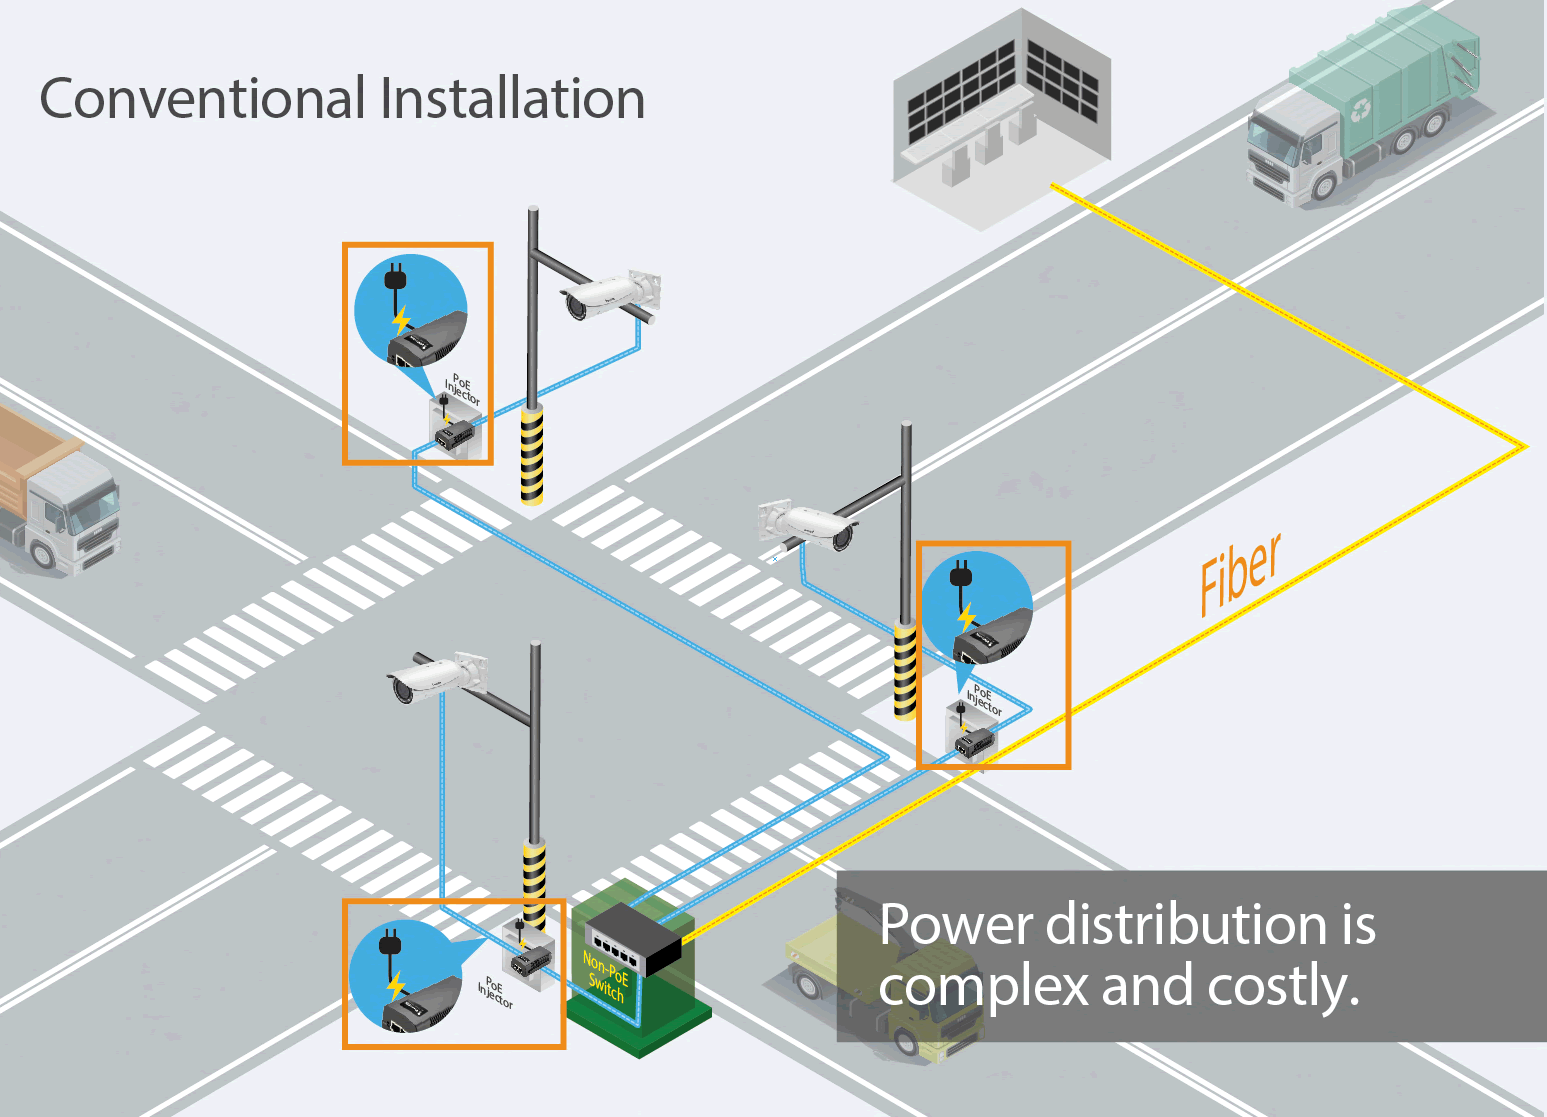 Conventional Installation
PoE
Injector
Fiber
PoE
Injector
Power distribution is
complex and costly.
Non-PoE
Switch
PoE
Injector